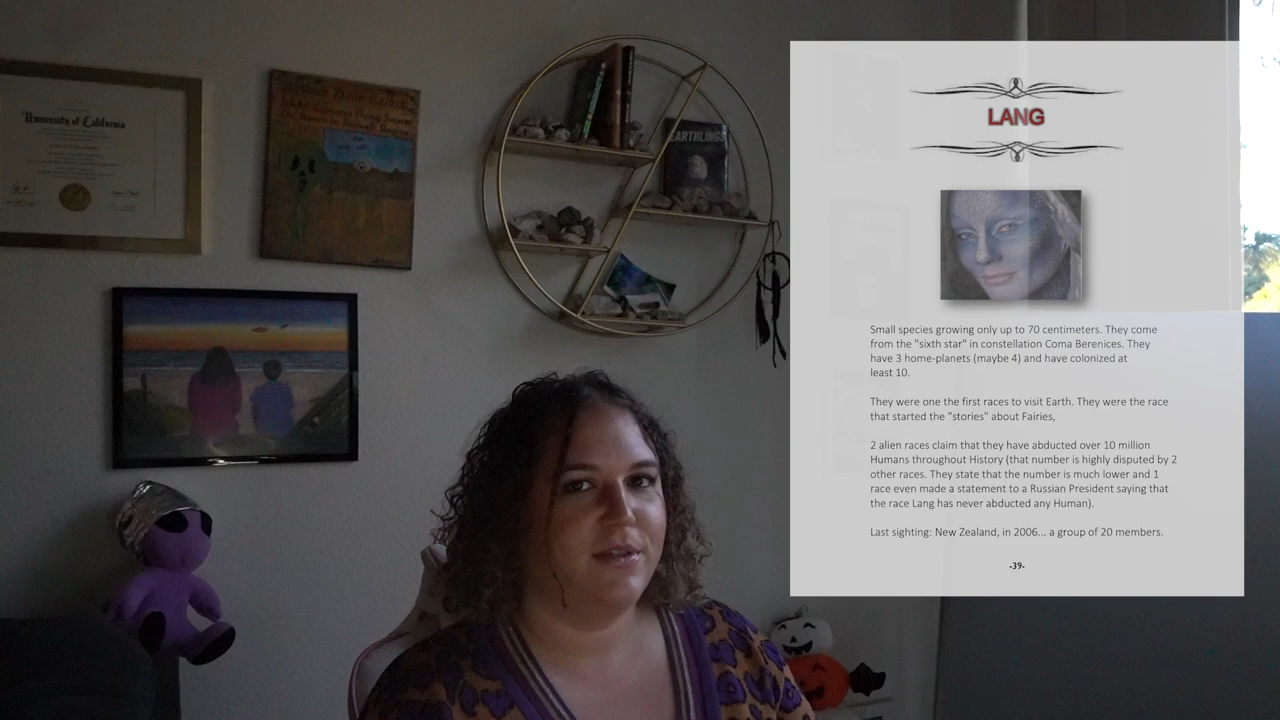 University of California
EARTHLINGS
LANG
Small species growing only up to 70 centimeters. They come
from the "sixth star" in constellation Coma Berenices. They
have 3 home-planets (maybe 4) and have colonized at
least 10.
They were one the first races to visit Earth. They were the race
that started the "stories" about Fairies,
2 alien races claim that they have abducted over 10 million
Humans throughout History (that number is highly disputed by 2
other races. They state that the number is much lower and 1
race even made a statement to a Russian President saying that
the race Lang has never abducted any Human).
Last sighting: New Zealand, in 2006... a group of 20 members.
-39-